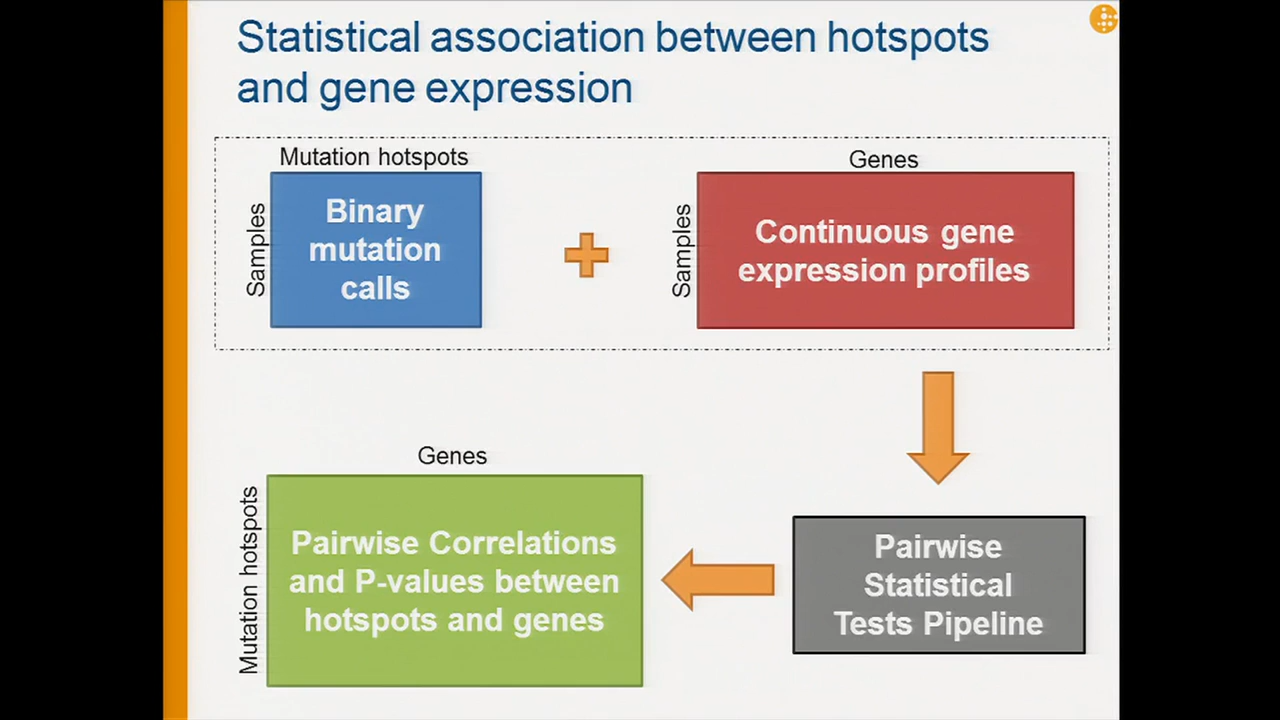 Statistical association between hotspots
and gene expression
Mutation hotspots
Samples
Binary
mutation
calls
Genes
Samples
Continuous gene
expression profiles
Genes
Mutation hotspots
Pairwise Correlations
and P-values between
hotspots and genes
Pairwise
Statistical
Tests Pipeline